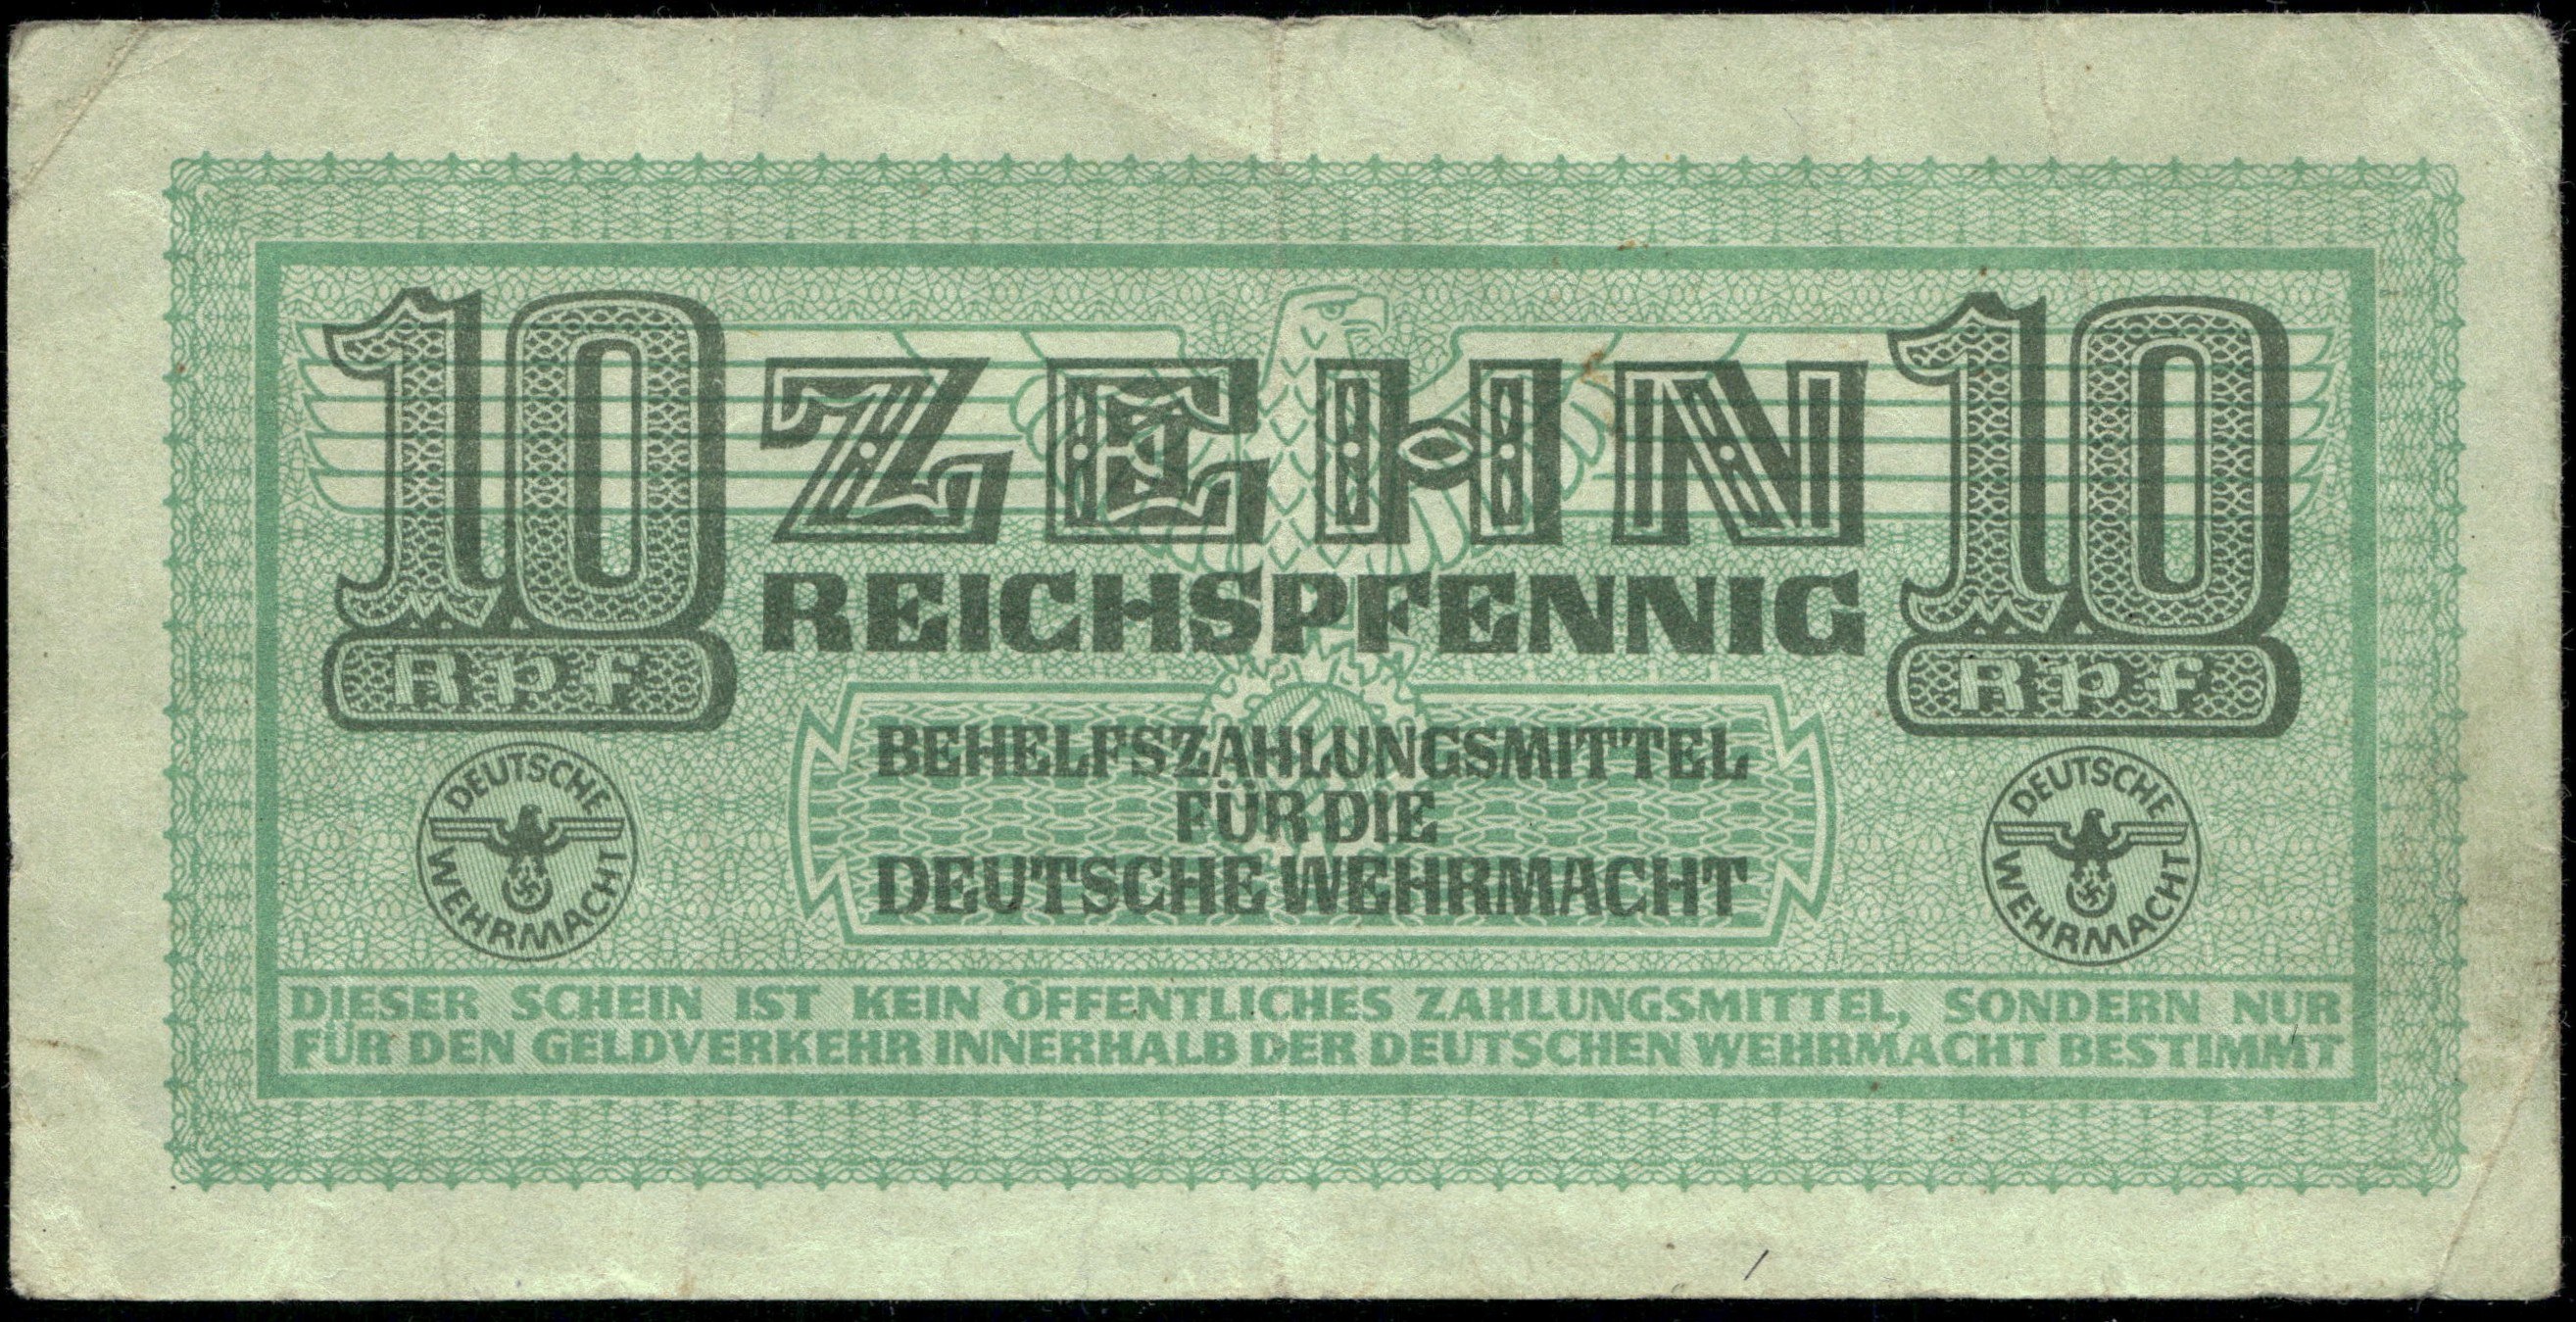 10 ZEHN 10
REICHSPFENNIG
Rpf Rpf
BEHELFSZAHLUNGSMITTEL
FÜR DIE
DEUTSCHE WEHRMACHT
DEUTSCHE WEHRMACHT
DEUTSCHE WEHRMACHT
DIESER SCHEIN IST KEIN ÖFFENTLICHES ZAHLUNGSMITTEL, SONDERN NUR
FÜR DEN GELDVERKEHR INNERHALB DER DEUTSCHEN WEHRMACHT BESTIMMT